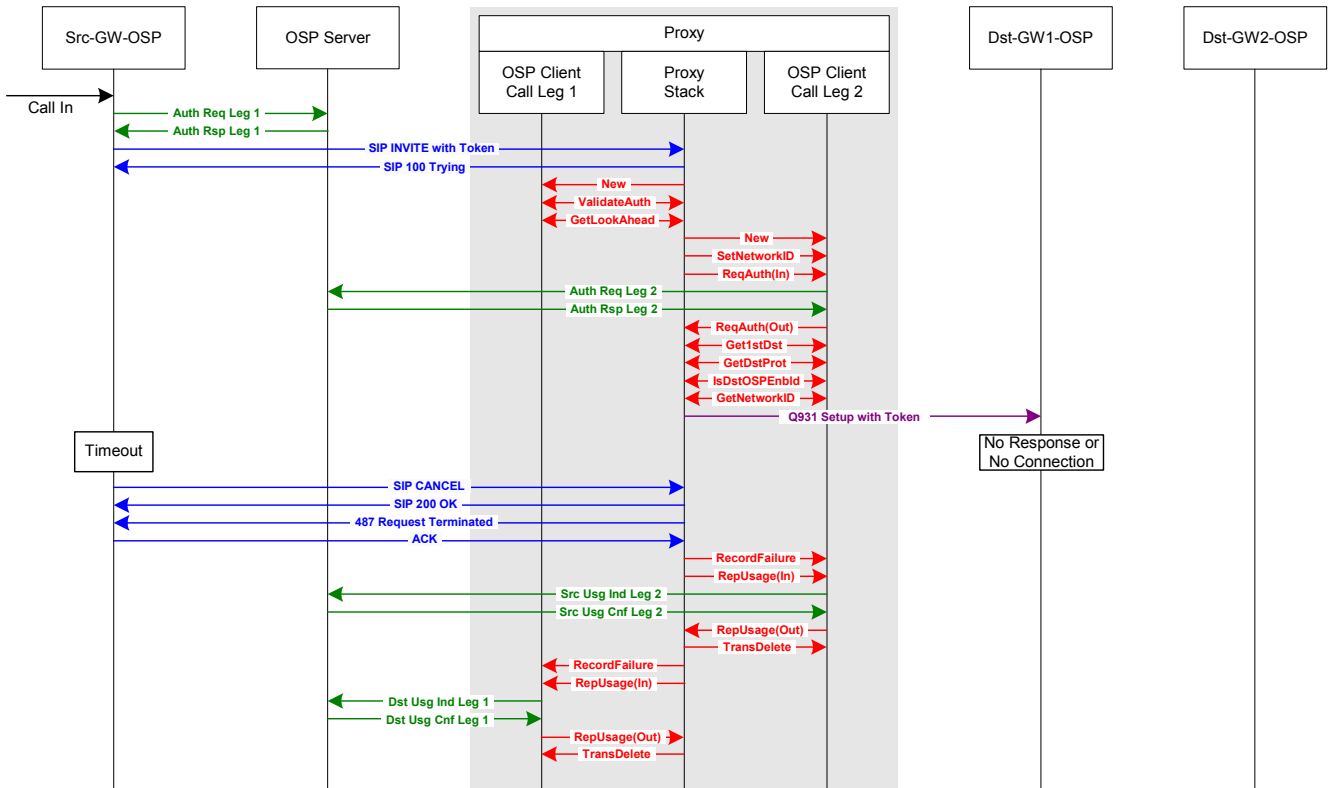 Src-GW-OSP
OSP Server
Proxy
OSP Client
Call Leg 1
Proxy
Stack
OSP Client
Call Leg 2
Dst-GW1-OSP
Dst-GW2-OSP
Call In
Auth Req Leg 1
Auth Rsp Leg 1
SIP INVITE with Token
SIP 100 Trying
New
ValidateAuth
GetLookAhead
New
SetNetworkID
ReqAuth(In)
Auth Req Leg 2
Auth Rsp Leg 2
ReqAuth(Out)
Get1stDst
GetDstProt
IsDstOSPEnbld
GetNetworkID
Q931 Setup with Token
Timeout
No Response or
No Connection
SIP CANCEL
SIP 200 OK
487 Request Terminated
ACK
RecordFailure
RepUsage(In)
Src Usg Ind Leg 2
Src Usg Cnf Leg 2
RepUsage(Out)
TransDelete
RecordFailure
RepUsage(In)
Dst Usg Ind Leg 1
Dst Usg Cnf Leg 1
RepUsage(Out)
TransDelete